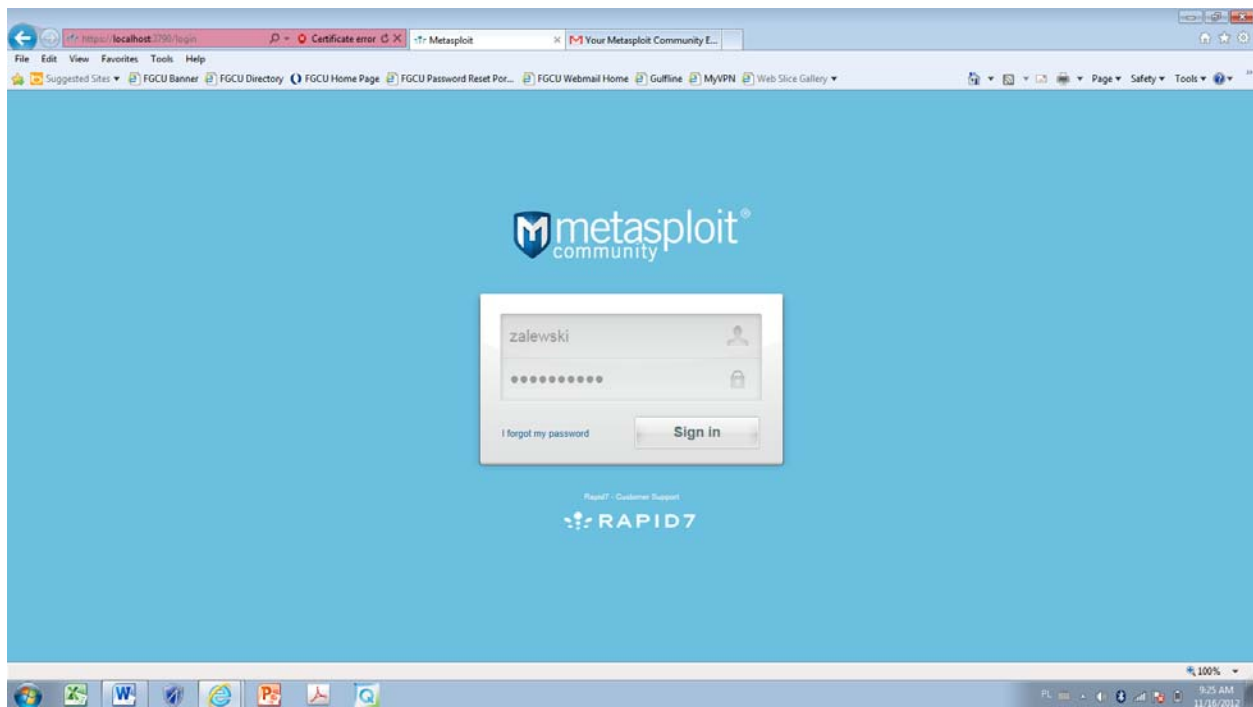 https://localhost:3790/login
Certificate error
Metasploit
Your Metasploit Community E...
File Edit View Favorites Tools Help
Suggested Sites
FGCU Banner
FGCU Directory
FGCU Home Page
FGCU Password Reset Por...
FGCU Webmail Home
Gulfline
MyVPN
Web Slice Gallery
Page
Safety
Tools
metasploit®
community
zalewski
I forgot my password
Sign in
Rapid7 - Customer Support
RAPID7
100%
PL
9:25 AM
11/16/2012